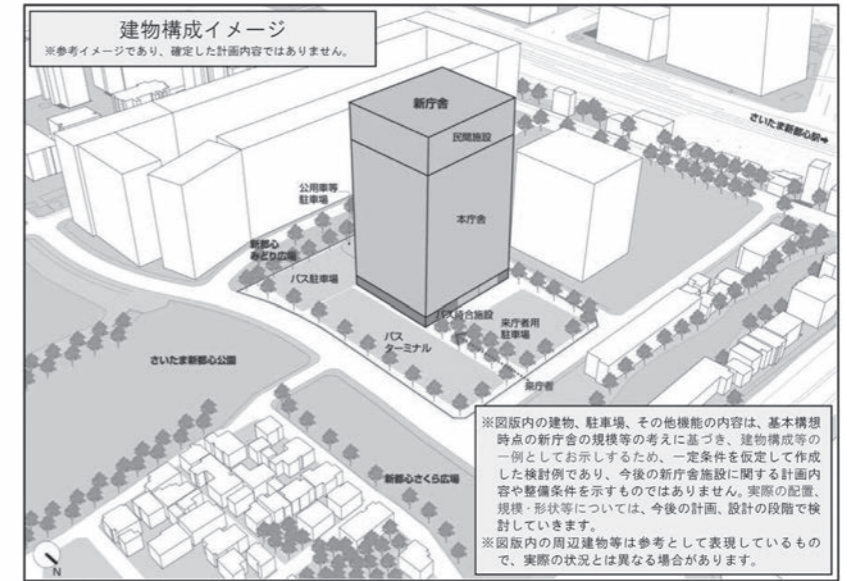 建物構成イメージ
※参考イメージであり、確定した計画内容ではありません。
さいたま新都心駅→
新庁舎
民間施設
公用車等
駐車場
本庁舎
新都心
みどり広場
バス駐車場
バス待合施設
来庁者用
駐車場
バス
ターミナル
さいたま新都心公園
来庁者
新都心さくら広場
※図版内の建物、駐車場、その他機能の内容は、基本構想
時点の新庁舎の規模等の考えに基づき、建物構成等の
一例としてお示しするため、一定条件を仮定して作成
した検討例であり、今後の新庁舎施設に関する計画内
容や整備条件を示すものではありません。実際の配置、
規模・形状等については、今後の計画、設計の段階で検
討していきます。
※図版内の周辺建物等は参考として表現しているもの
で、実際の状況とは異なる場合があります。
N